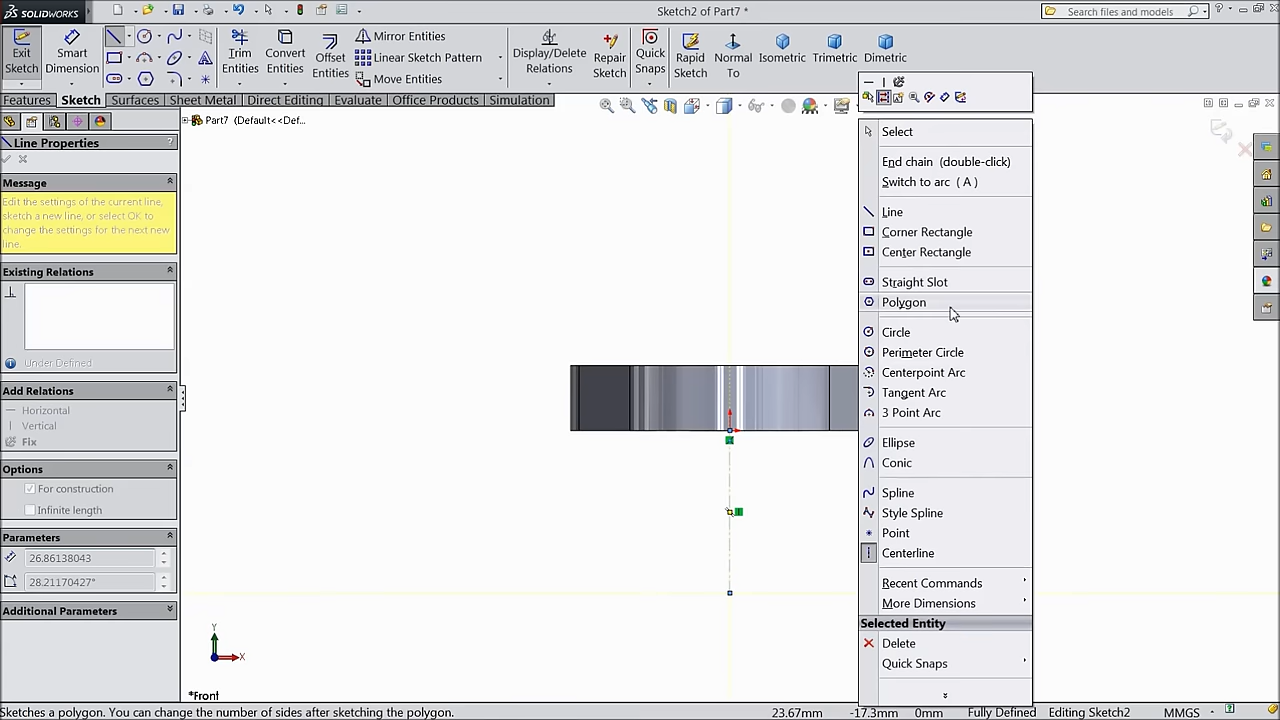 SOLIDWORKS
Sketch2 of Part7 *
Search files and models
Exit Sketch
Smart Dimension
Trim Entities
Convert Entities
Offset Entities
Mirror Entities
Linear Sketch Pattern
Move Entities
Display/Delete Relations
Repair Sketch
Quick Snaps
Rapid Sketch
Normal To
Isometric
Trimetric
Dimetric
Features
Sketch
Surfaces
Sheet Metal
Direct Editing
Evaluate
Office Products
Simulation
Part7 (Default<<Def...
Line Properties
?
Message
Edit the settings of the current line,
sketch a new line, or select OK to
change the settings for the next new
line.
Existing Relations
Under Defined
Add Relations
Horizontal
Vertical
Fix
Options
For construction
Infinite length
Parameters
26.86138043
28.21170427°
Additional Parameters
Select
End chain (double-click)
Switch to arc ( A )
Line
Corner Rectangle
Center Rectangle
Straight Slot
Polygon
Circle
Perimeter Circle
Centerpoint Arc
Tangent Arc
3 Point Arc
Ellipse
Conic
Spline
Style Spline
Point
Centerline
Recent Commands
More Dimensions
Selected Entity
Delete
Quick Snaps
Y
X
*Front
Sketches a polygon. You can change the number of sides after sketching the polygon.
23.67mm
-17.3mm
0mm
Fully Defined
Editing Sketch2
MMGS